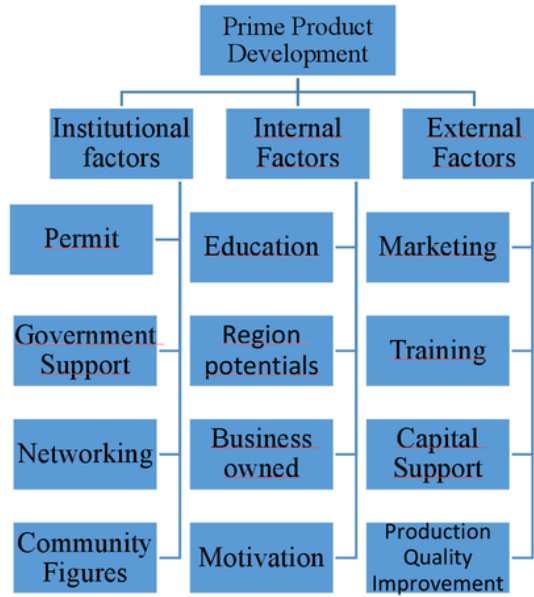 Prime Product
Development
Institutional
factors
Internal
Factors
External
Factors
Permit
Education
Marketing
Government
Support
Region
potentials
Training
Networking
Business
owned
Capital
Support
Community
Figures
Motivation
Production
Quality
Improvement